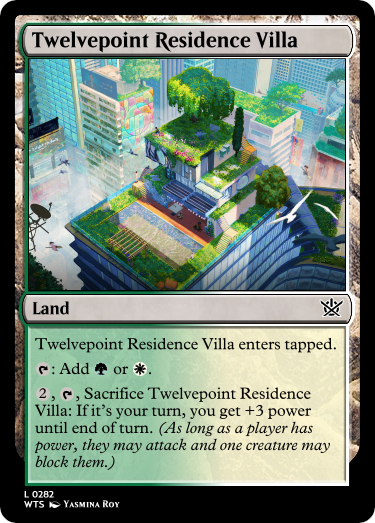 Twelvepoint Residence Villa
Land
Twelvepoint Residence Villa enters tapped.
: Add or .
2, , Sacrifice Twelvepoint Residence
Villa: If it's your turn, you get +3 power
until end of turn. (As long as a player has
power, they may attack and one creature may
block them.)
L 0282
WTS Yasmina Roy